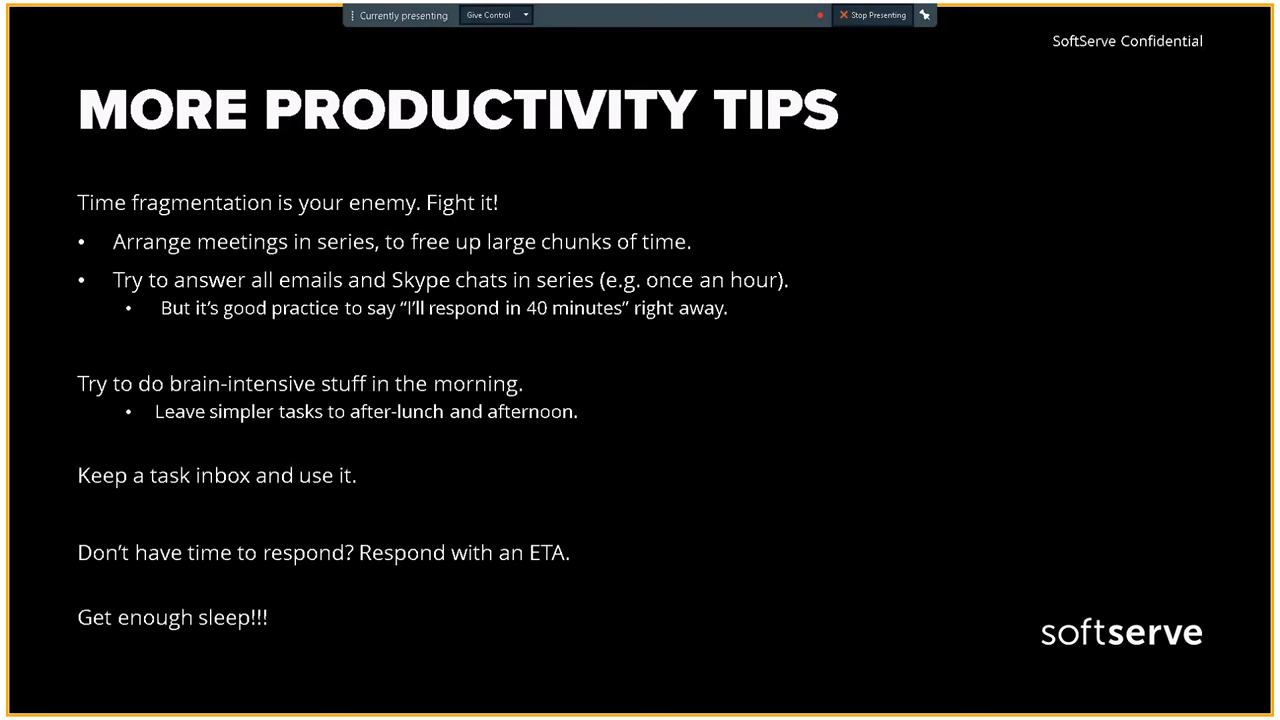 Currently presenting
Give Control
Stop Presenting
SoftServe Confidential
MORE PRODUCTIVITY TIPS
Time fragmentation is your enemy. Fight it!
• Arrange meetings in series, to free up large chunks of time.
• Try to answer all emails and Skype chats in series (e.g. once an hour).
• But it’s good practice to say “I’ll respond in 40 minutes” right away.
Try to do brain-intensive stuff in the morning.
• Leave simpler tasks to after-lunch and afternoon.
Keep a task inbox and use it.
Don’t have time to respond? Respond with an ETA.
Get enough sleep!!!
softserve